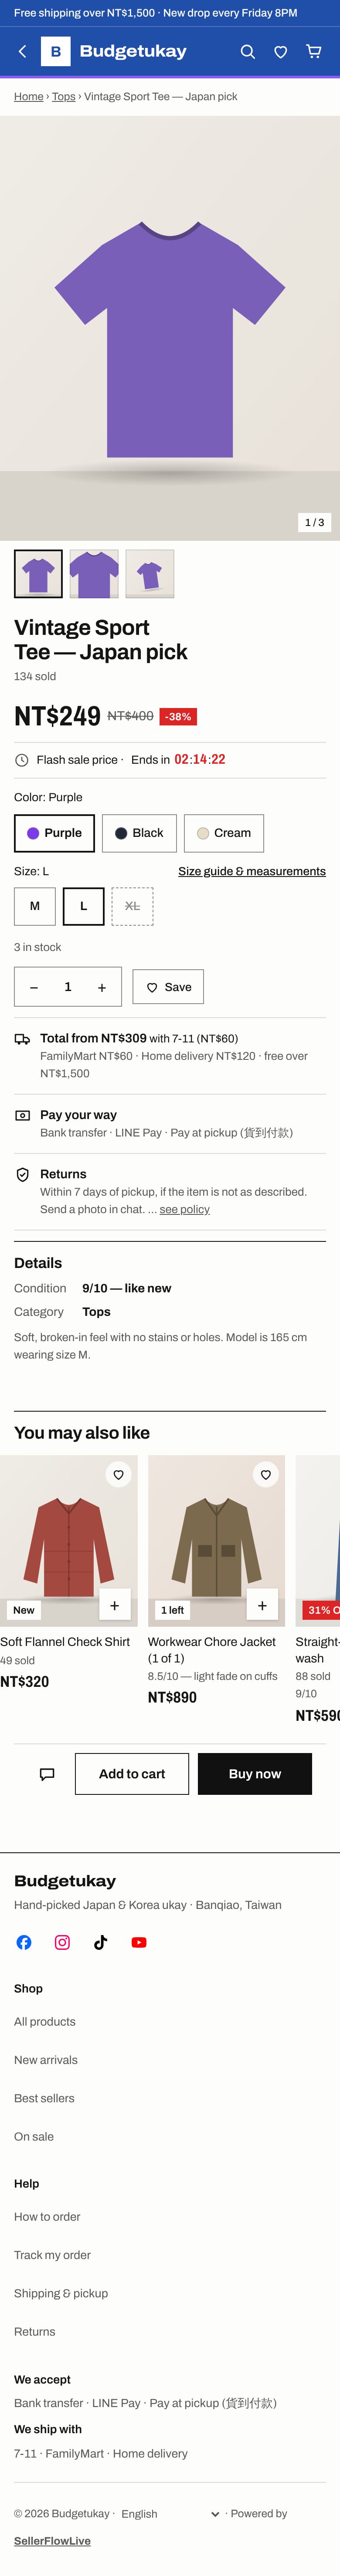 Free shipping over NT$1,500 · New drop every Friday 8PM
B Budgetukay
Home › Tops › Vintage Sport Tee — Japan pick
1 / 3
Vintage Sport
Tee — Japan pick
134 sold
NT$249 NT$400 -38%
Flash sale price · Ends in 02:14:22
Color: Purple
Purple Black Cream
Size: L Size guide & measurements
M L XL
3 in stock
− 1 + Save
Total from NT$309 with 7-11 (NT$60)
FamilyMart NT$60 · Home delivery NT$120 · free over
NT$1,500
Pay your way
Bank transfer · LINE Pay · Pay at pickup (貨到付款)
Returns
Within 7 days of pickup, if the item is not as described.
Send a photo in chat. ... see policy
Details
Condition 9/10 — like new
Category Tops
Soft, broken-in feel with no stains or holes. Model is 165 cm
wearing size M.
You may also like
New + 1 left + 31% O
Soft Flannel Check Shirt
49 sold
NT$320
Workwear Chore Jacket
(1 of 1)
8.5/10 — light fade on cuffs
NT$890
Straight-
wash
88 sold
9/10
NT$590
Add to cart Buy now
Budgetukay
Hand-picked Japan & Korea ukay · Banqiao, Taiwan
Shop
All products
New arrivals
Best sellers
On sale
Help
How to order
Track my order
Shipping & pickup
Returns
We accept
Bank transfer · LINE Pay · Pay at pickup (貨到付款)
We ship with
7-11 · FamilyMart · Home delivery
© 2026 Budgetukay · English · Powered by
SellerFlowLive